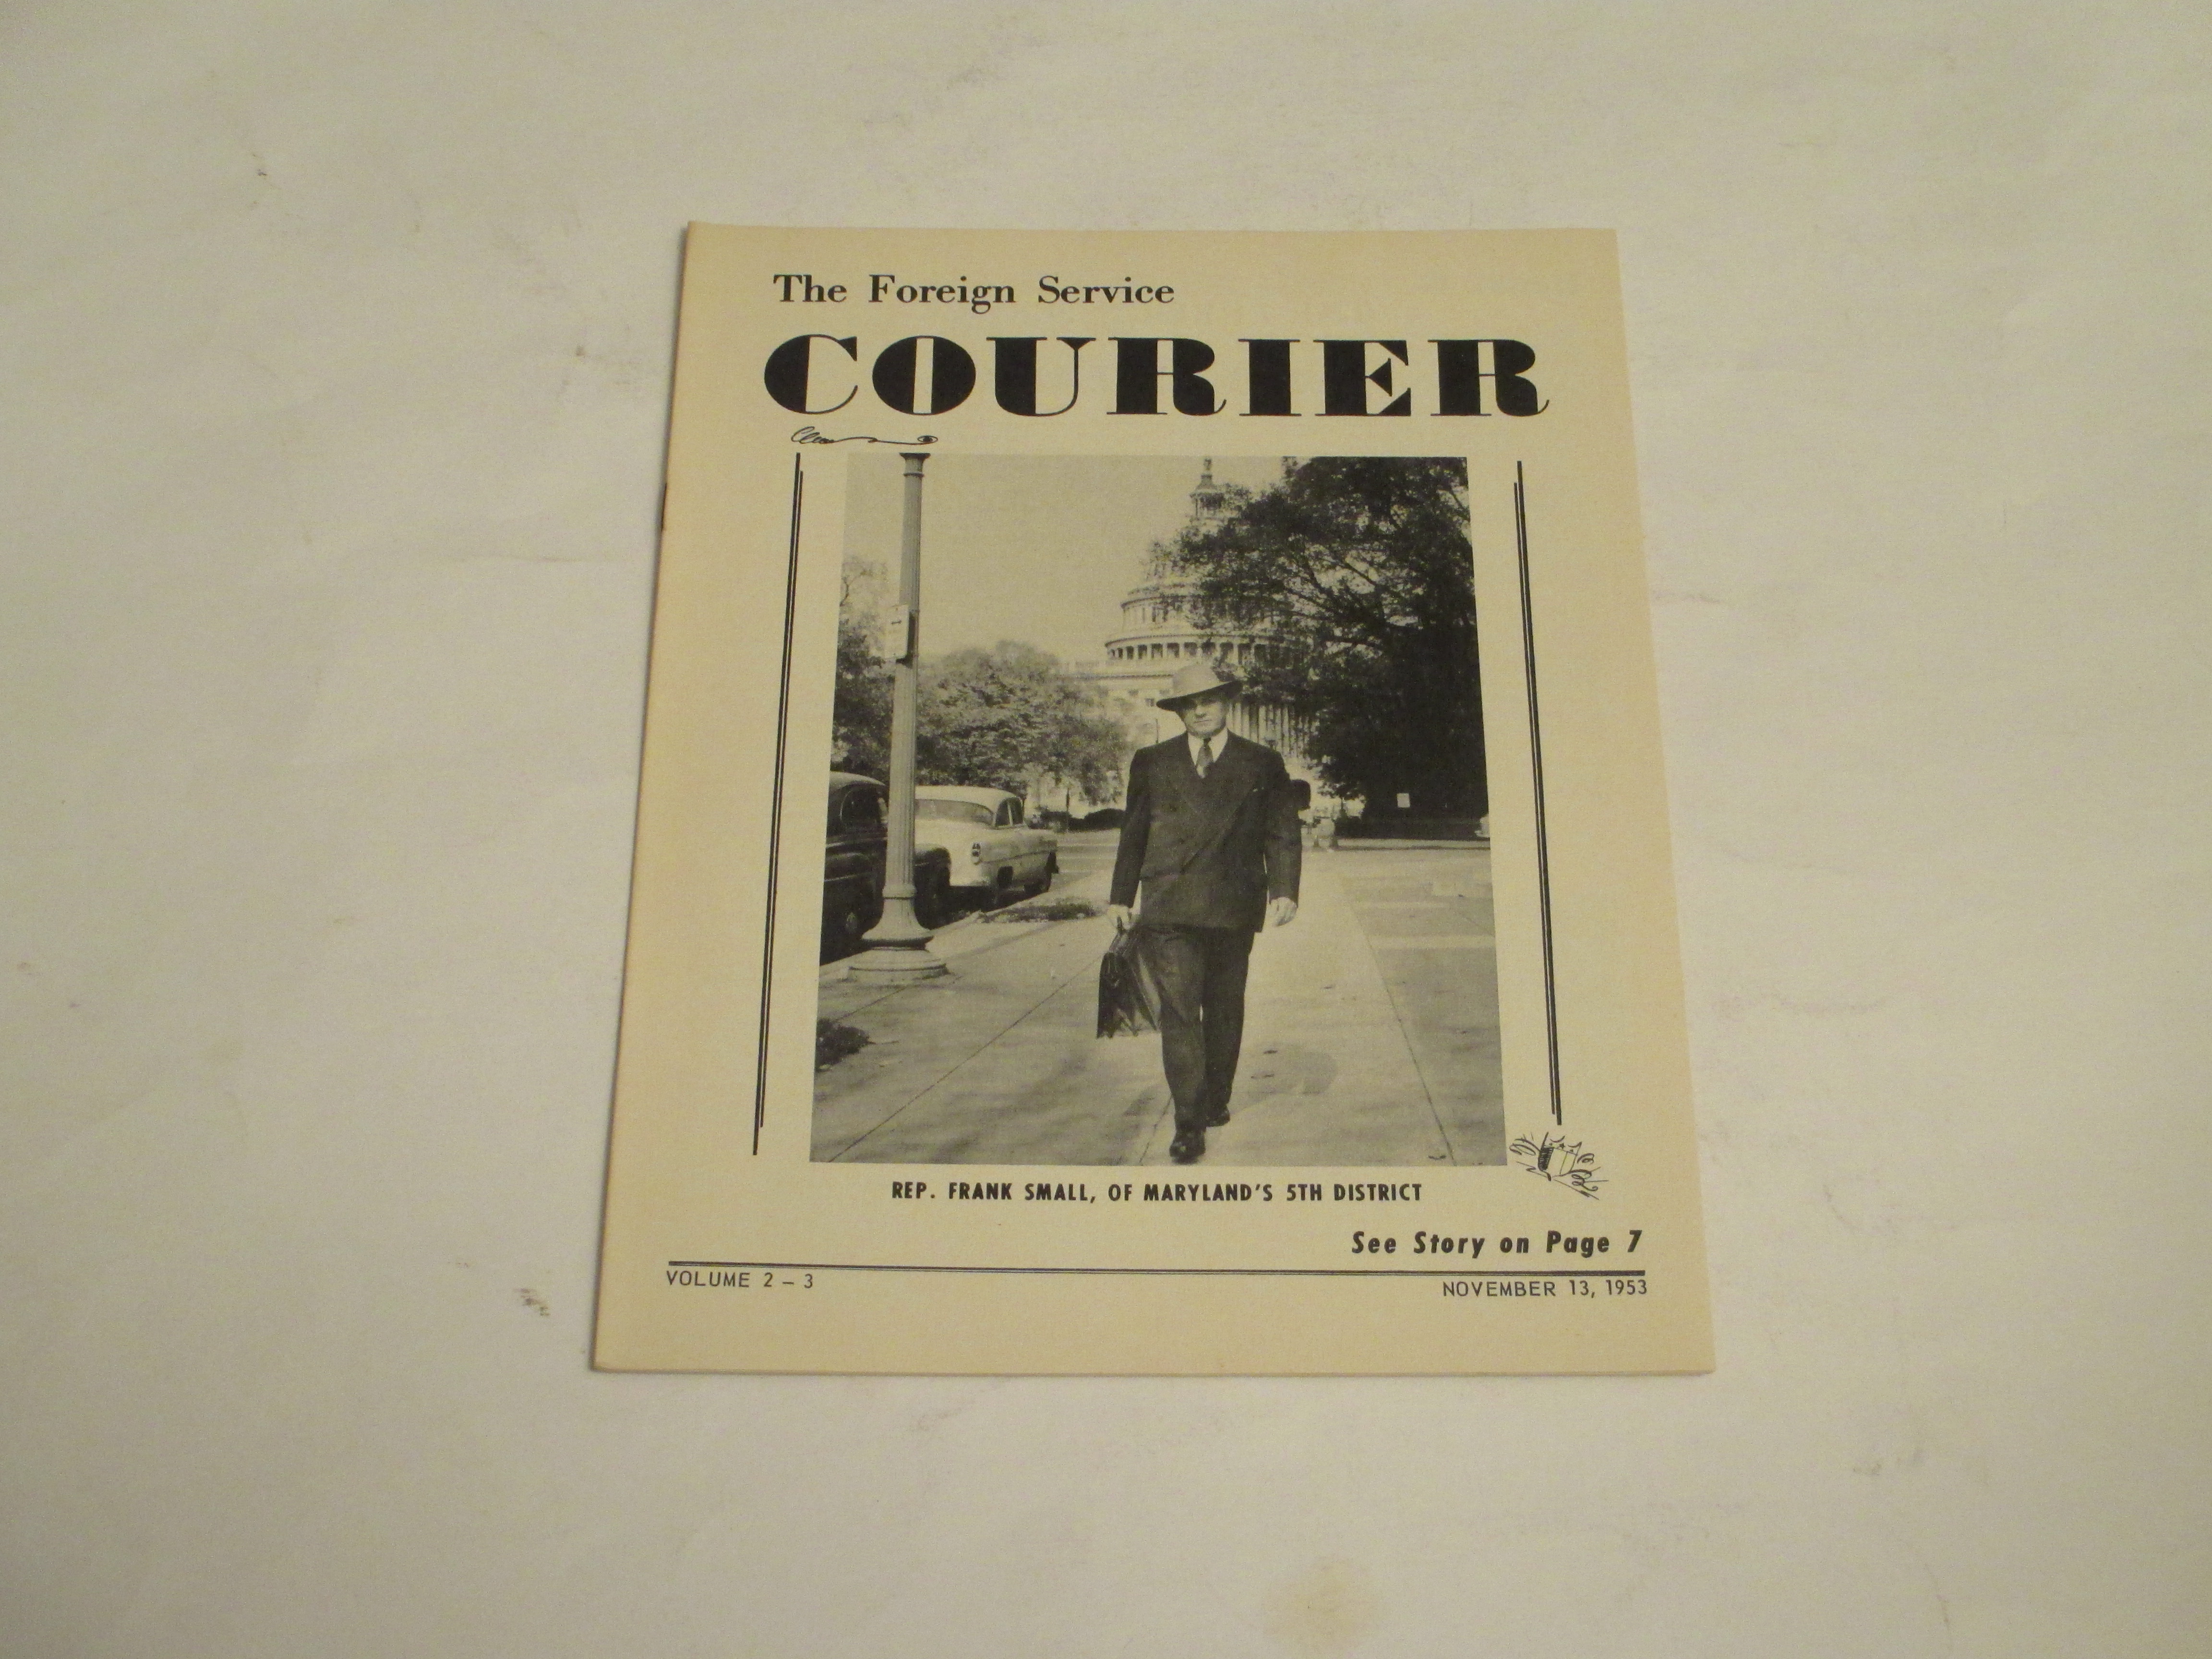 The Foreign Service
COURIER
REP. FRANK SMALL, OF MARYLAND'S 5TH DISTRICT
See Story on Page 7
VOLUME 2 – 3
NOVEMBER 13, 1953